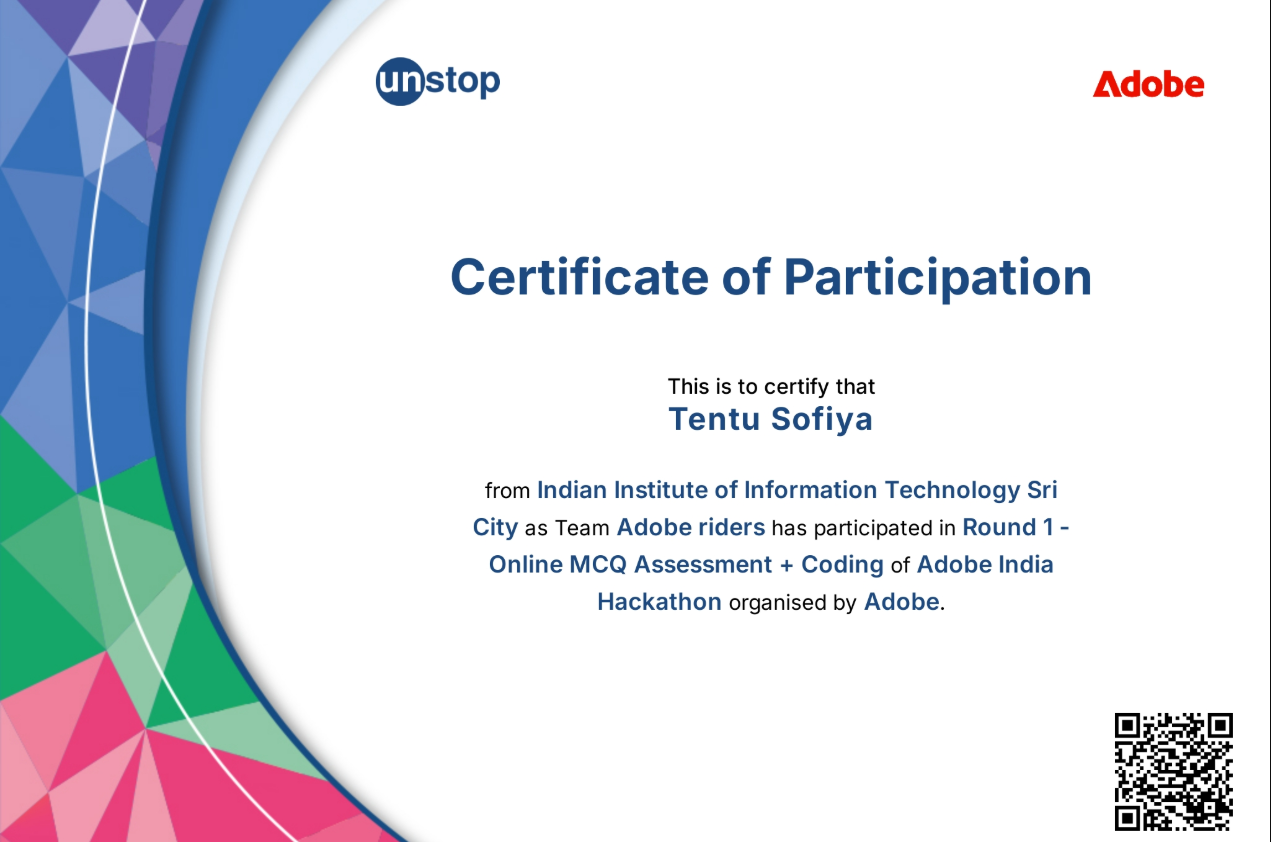 unstop
Adobe
Certificate of Participation
This is to certify that
Tentu Sofiya
from Indian Institute of Information Technology Sri
City as Team Adobe riders has participated in Round 1 -
Online MCQ Assessment + Coding of Adobe India
Hackathon organised by Adobe.